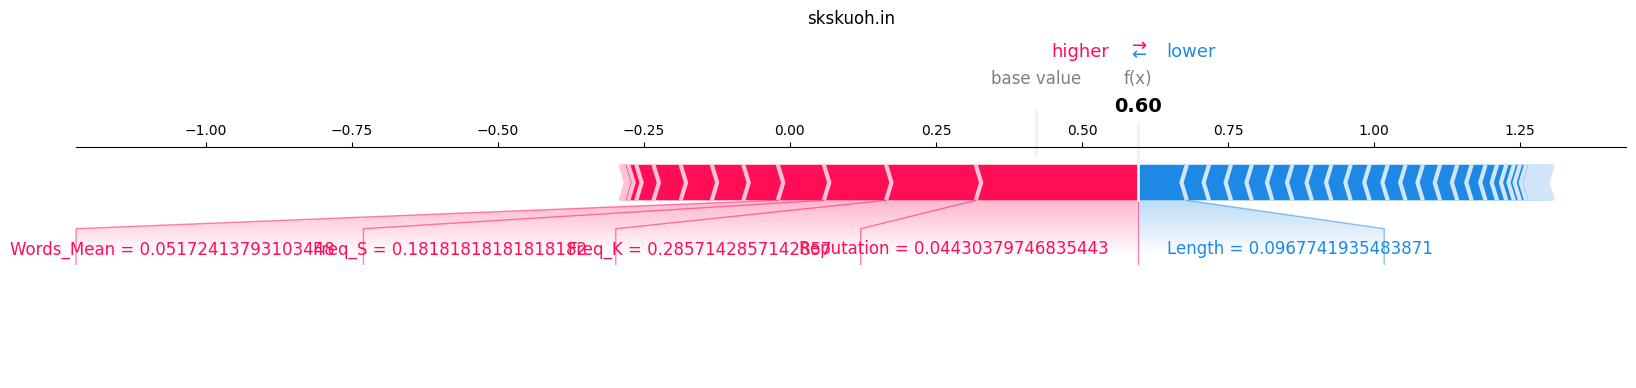 skskuoh.in
higher ⇄ lower
base value f(x)
0.60
−1.00 −0.75 −0.50 −0.25 0.00 0.25 0.50 0.75 1.00 1.25
Words_Mean = 0.05172413793103448 Freq_S = 0.18181818181818182 Freq_K = 0.2857142857142857 Reputation = 0.04430379746835443 Length = 0.0967741935483871